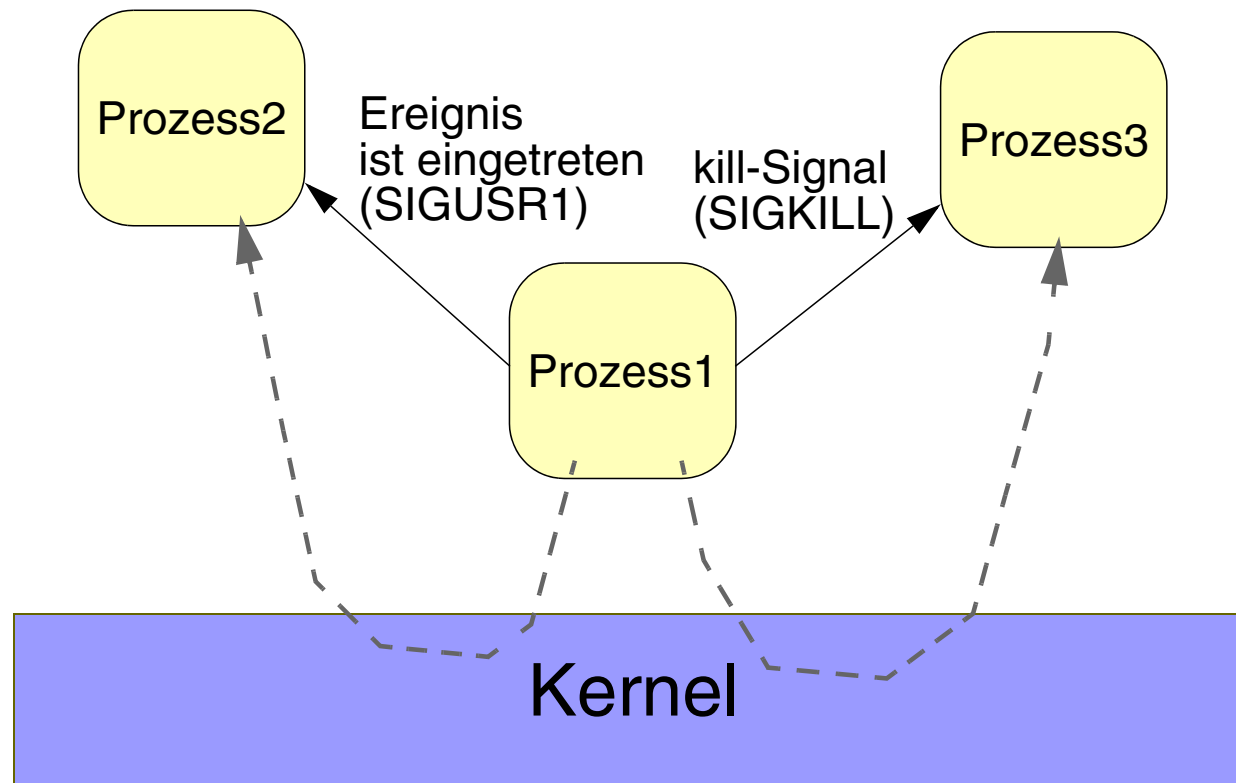 Prozess2
Ereignis
ist eingetreten
(SIGUSR1)
kill-Signal
(SIGKILL)
Prozess3
Prozess1
Kernel